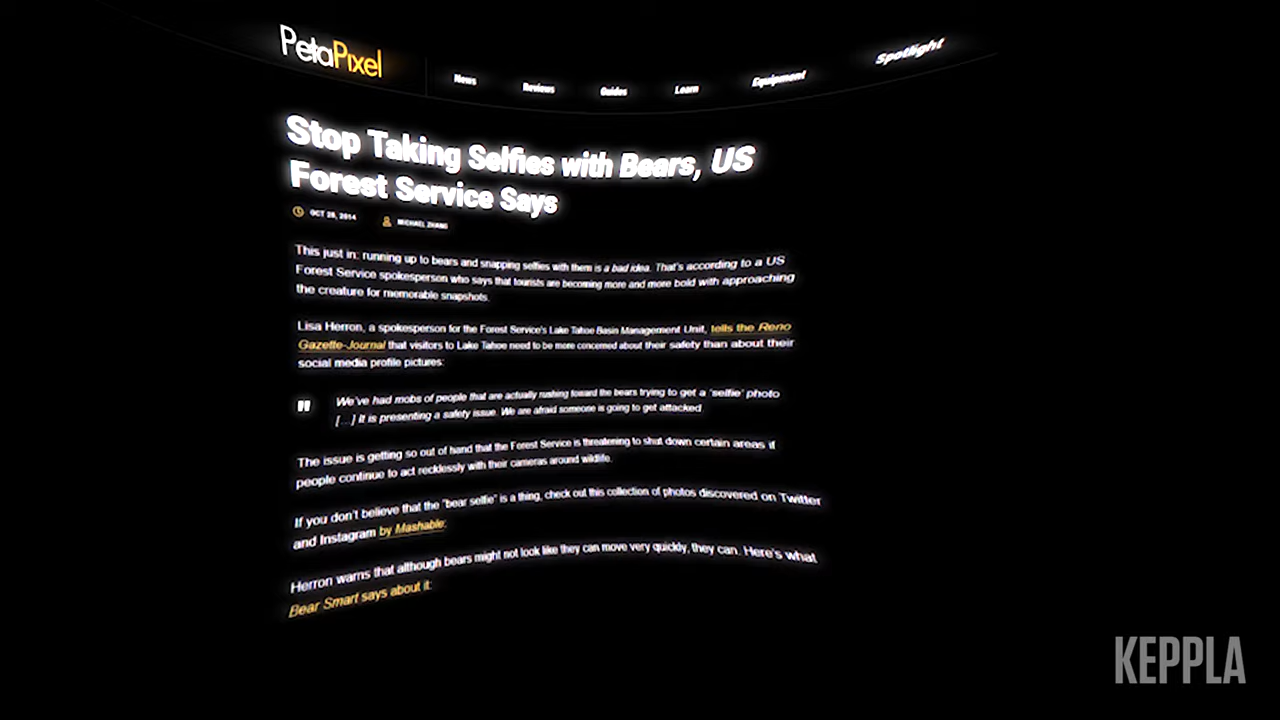 PetaPixel
News Reviews Guides Learn Equipment Spotlight
Stop Taking Selfies with Bears, US
Forest Service Says
OCT 28, 2014 MICHAEL ZHANG
This just in: running up to bears and snapping selfies with them is a bad idea. That's according to a US
Forest Service spokesperson who says that tourists are becoming more and more bold with approaching
the creature for memorable snapshots.
Lisa Herron, a spokesperson for the Forest Service's Lake Tahoe Basin Management Unit, tells the Reno
Gazette-Journal that visitors to Lake Tahoe need to be more concerned about their safety than about their
social media profile pictures:
" We've had mobs of people that are actually rushing toward the bears trying to get a 'selfie' photo
[…] It is presenting a safety issue. We are afraid someone is going to get attacked.
The issue is getting so out of hand that the Forest Service is threatening to shut down certain areas if
people continue to act recklessly with their cameras around wildlife.
If you don't believe that the "bear selfie" is a thing, check out this collection of photos discovered on Twitter
and Instagram by Mashable:
Herron warns that although bears might not look like they can move very quickly, they can. Here's what
Bear Smart says about it:
KEPPLA